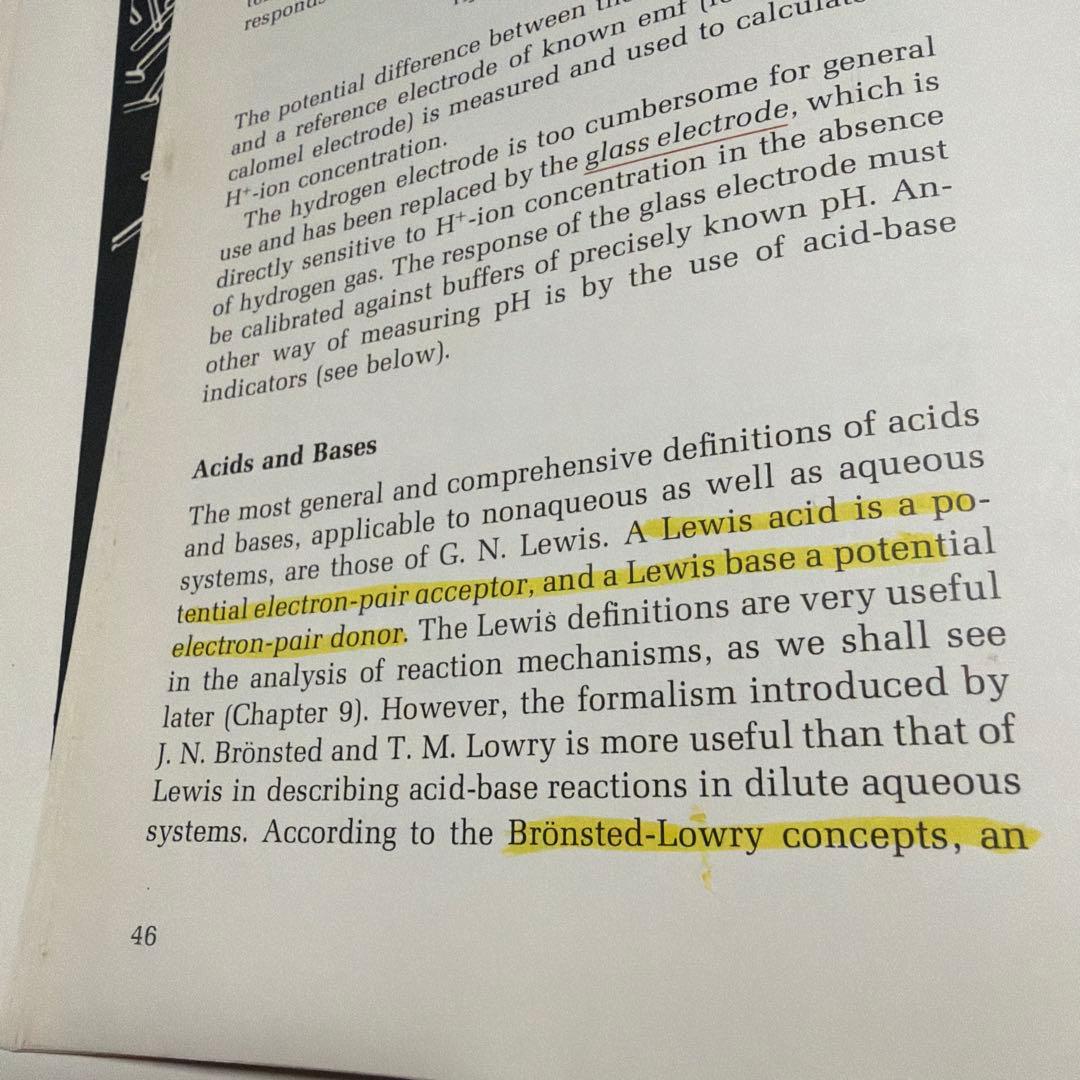 The potential difference between
and a reference electrode of known emf
calomel electrode) is measured and used to
H⁺-ion concentration.
The hydrogen electrode is too cumbersome for general
use and has been replaced by the glass electrode, which is
directly sensitive to H⁺-ion concentration in the absence
of hydrogen gas. The response of the glass electrode must
be calibrated against buffers of precisely known pH. An-
other way of measuring pH is by the use of acid-base
indicators (see below).
Acids and Bases
The most general and comprehensive definitions of acids
and bases, applicable to nonaqueous as well as aqueous
systems, are those of G. N. Lewis. A Lewis acid is a po-
tential electron-pair acceptor, and a Lewis base a potential
electron-pair donor. The Lewis definitions are very useful
in the analysis of reaction mechanisms, as we shall see
later (Chapter 9). However, the formalism introduced by
J. N. Brönsted and T. M. Lowry is more useful than that of
Lewis in describing acid-base reactions in dilute aqueous
systems. According to the Brönsted-Lowry concepts, an
46